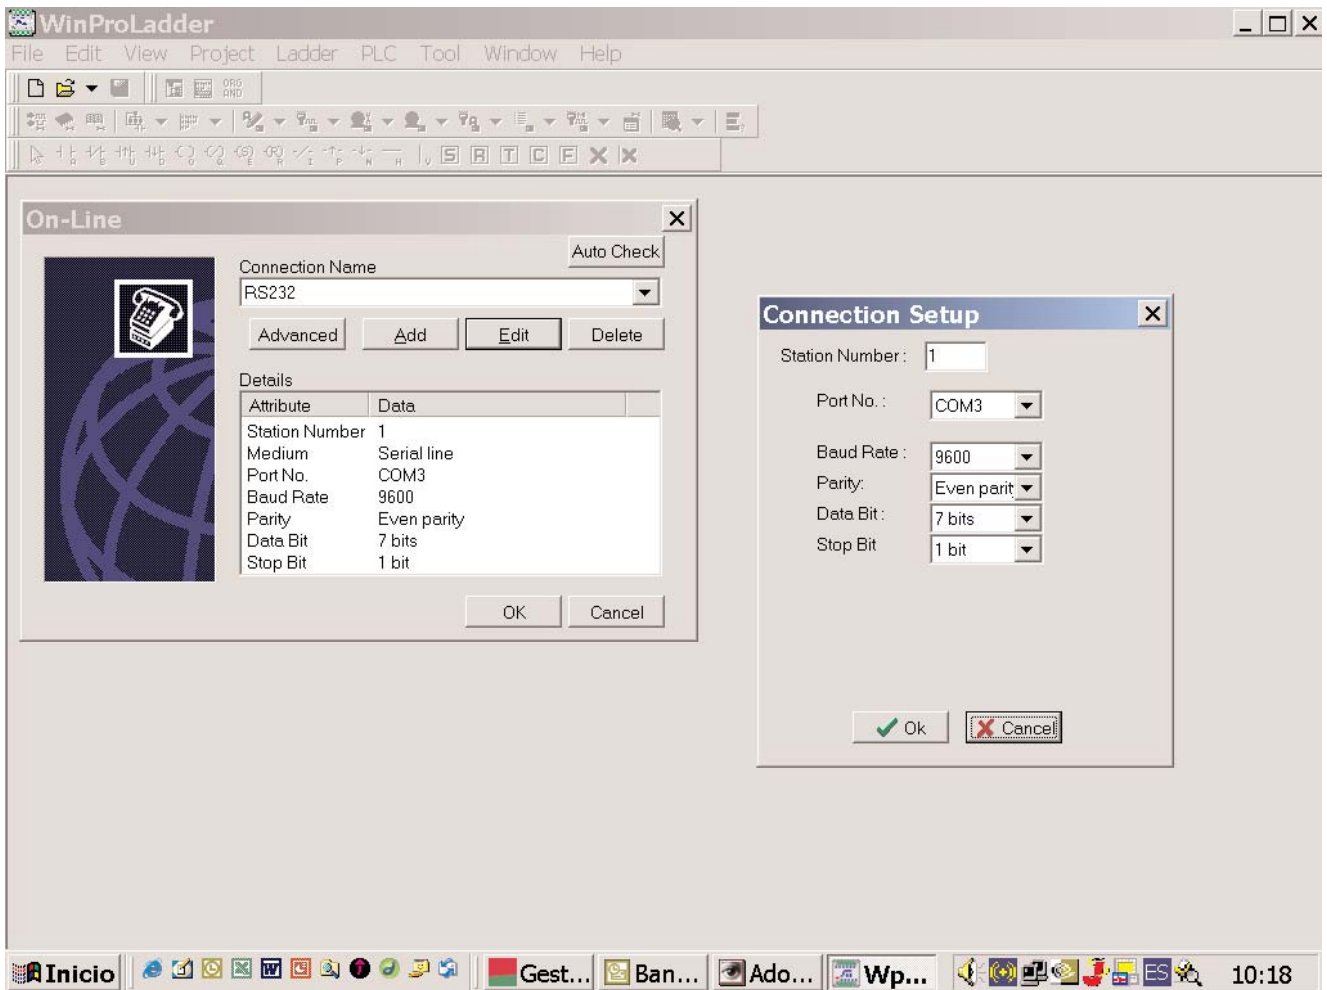 WinProLadder
File Edit View Project Ladder PLC Tool Window Help
ORG
AND
A B U D O Q E R I P N H V S R T C F
On-Line
Auto Check
Connection Name
RS232
Advanced Add Edit Delete
Details
Attribute Data
Station Number 1
Medium Serial line
Port No. COM3
Baud Rate 9600
Parity Even parity
Data Bit 7 bits
Stop Bit 1 bit
OK Cancel
Connection Setup
Station Number : 1
Port No. : COM3
Baud Rate : 9600
Parity: Even parit
Data Bit : 7 bits
Stop Bit 1 bit
Ok Cancel
Inicio Gest... Ban... Ado... Wp... ES 10:18